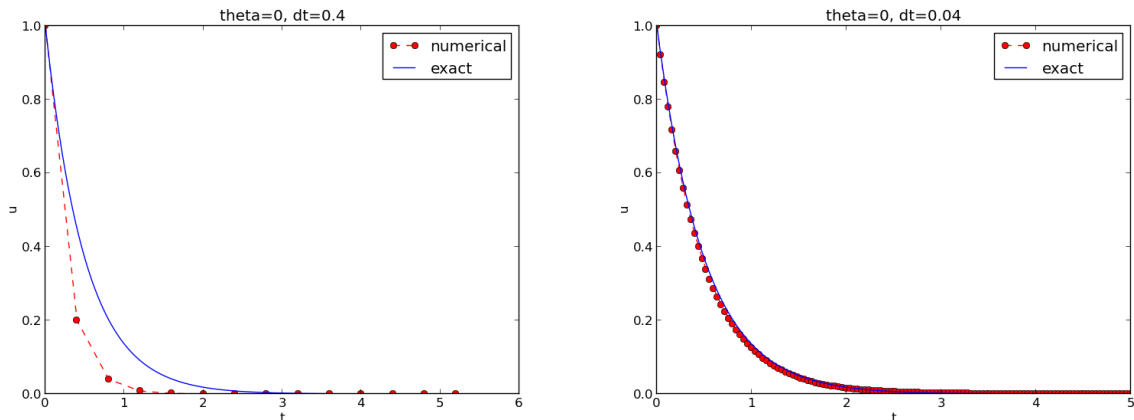 theta=0, dt=0.4
1.0
0.8
0.6
0.4
0.2
0.0
u
numerical
exact
0 1 2 3 4 5 6
t
theta=0, dt=0.04
1.0
0.8
0.6
0.4
0.2
0.0
u
numerical
exact
0 1 2 3 4 5
t